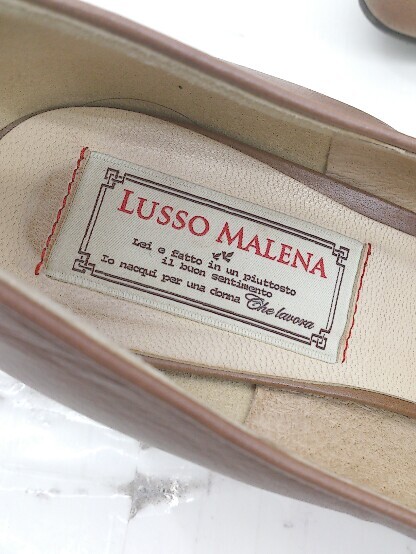 LUSSO MALENA
Lei e fatto in un piuttosto
il buon sentimento
Io nacqui per una donna Che lavora